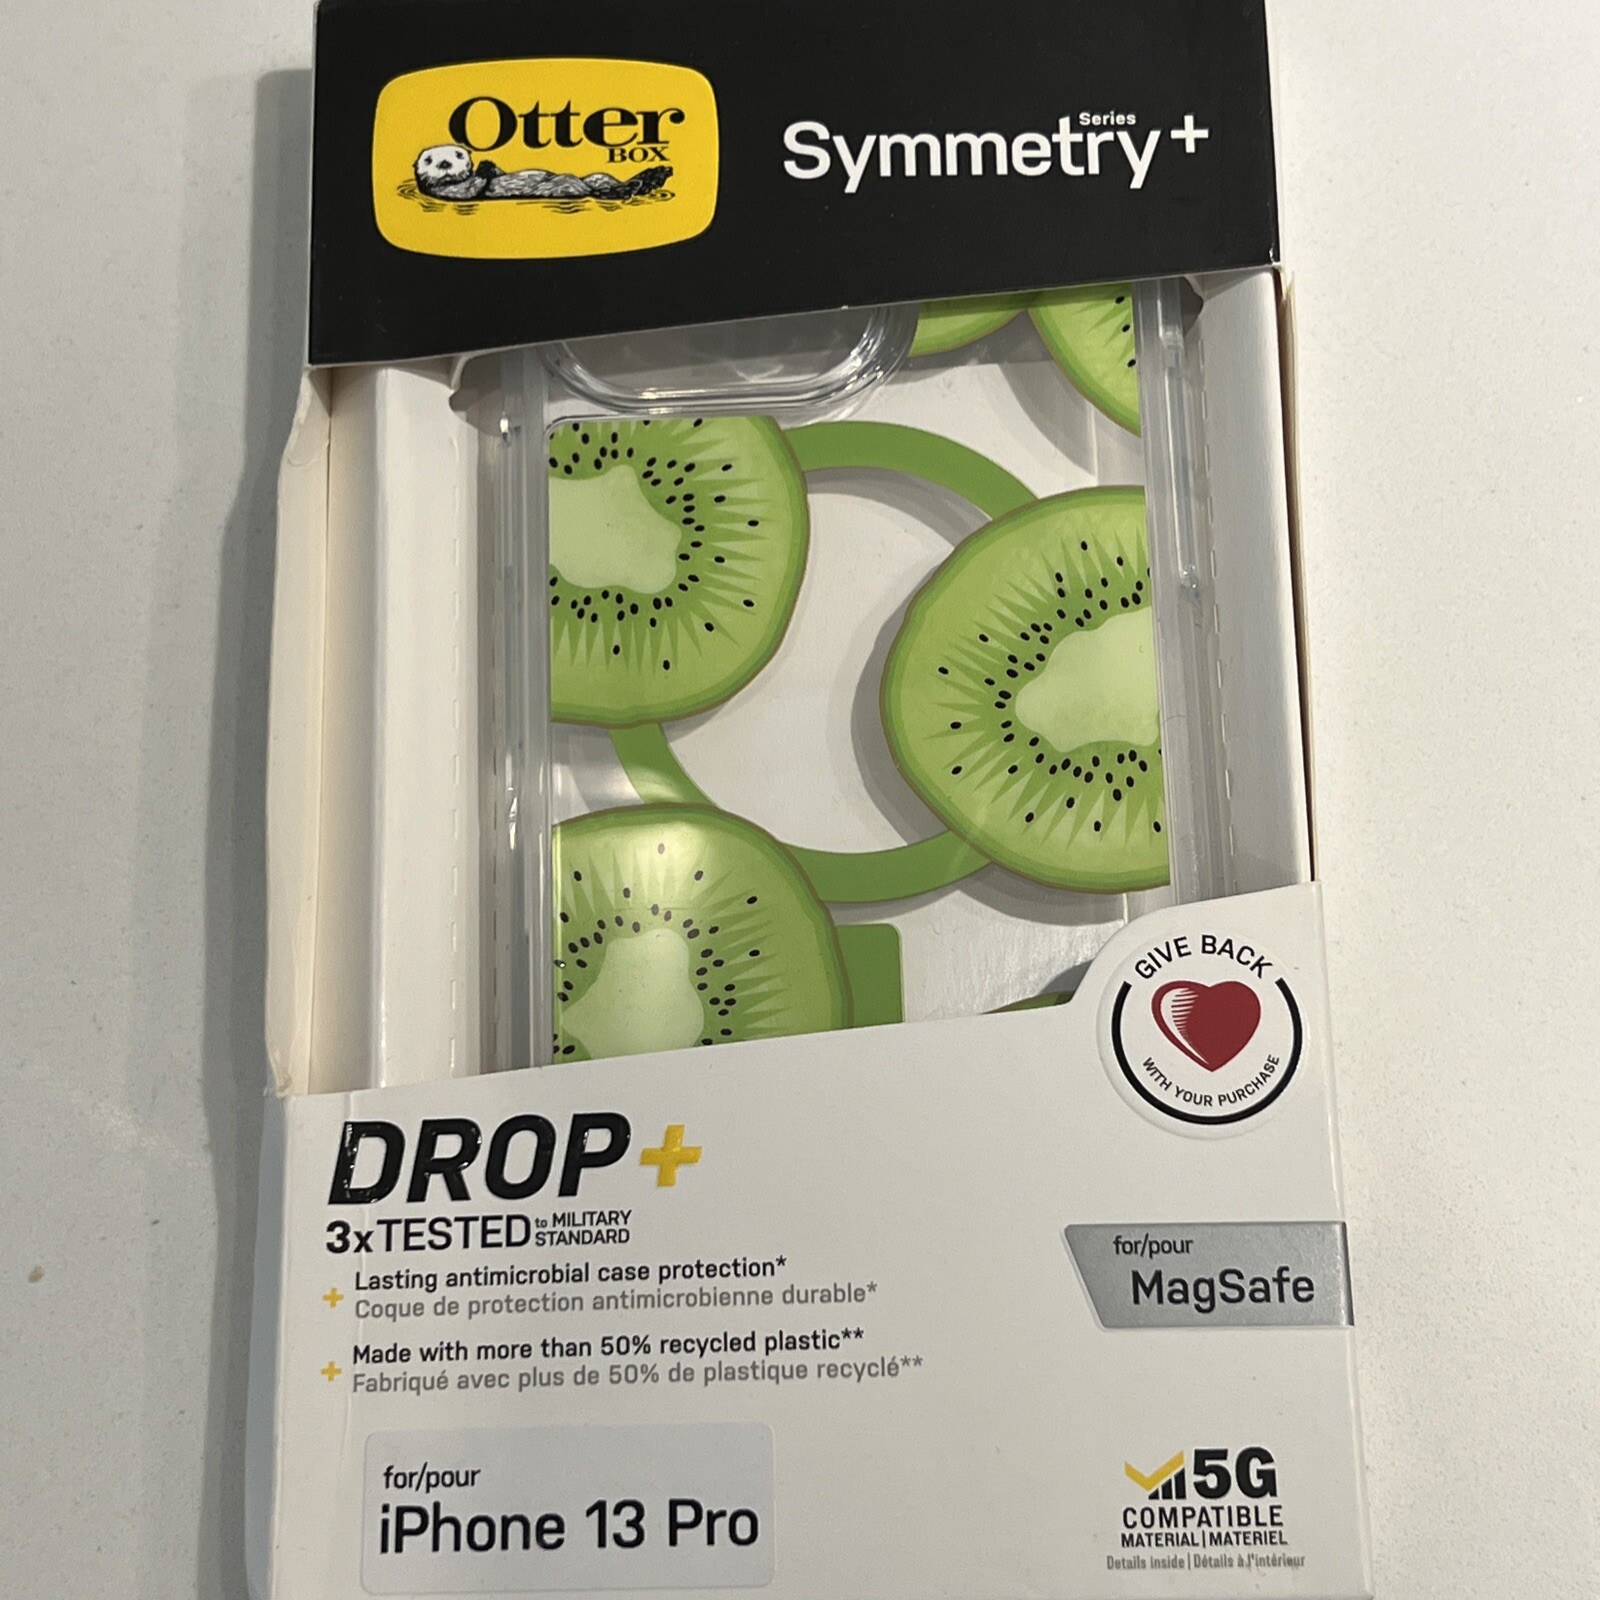 Otter
BOX
Series
Symmetry+
GIVE BACK
WITH YOUR PURCHASE
DROP+
3xTESTED to MILITARY
STANDARD
+ Lasting antimicrobial case protection*
Coque de protection antimicrobienne durable*
+ Made with more than 50% recycled plastic**
Fabriqué avec plus de 50% de plastique recyclé**
for/pour
MagSafe
for/pour
iPhone 13 Pro
5G
COMPATIBLE
MATERIAL | MATERIEL
Details inside | Détails à l'intérieur